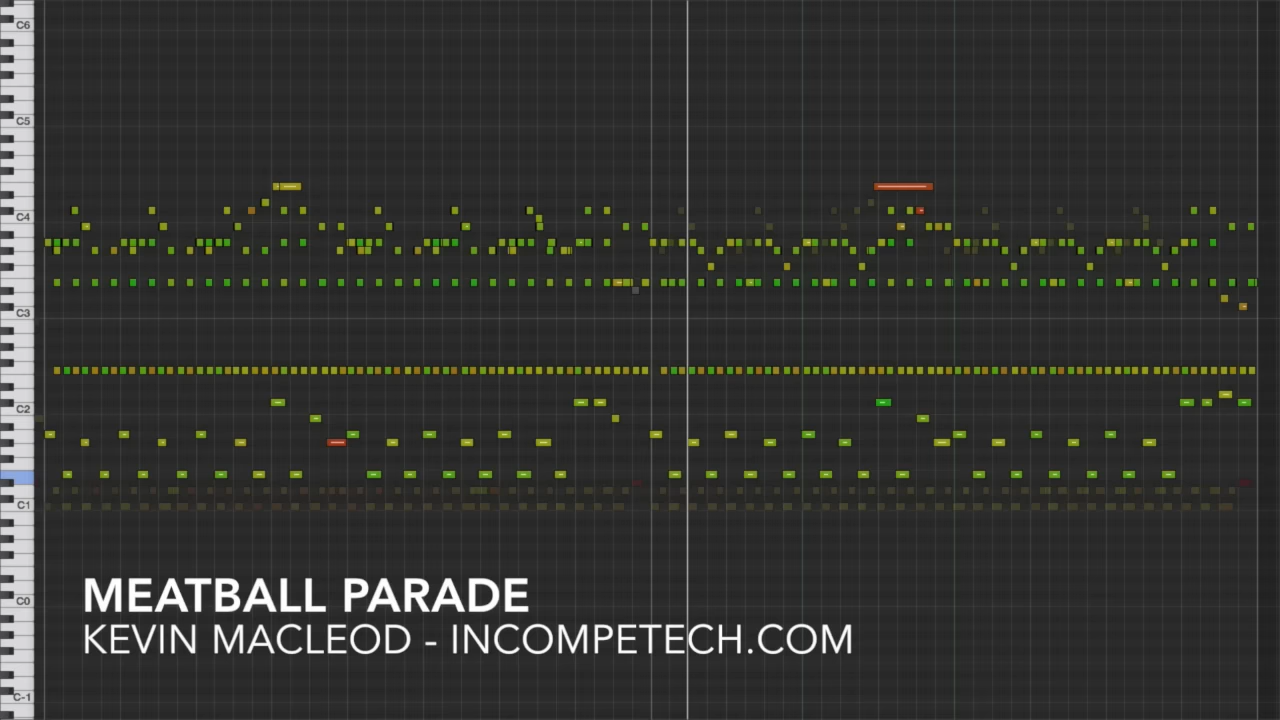 C6
C5
C4
C3
C2
C1
C0
MEATBALL PARADE
KEVIN MACLEOD - INCOMPETECH.COM
C-1